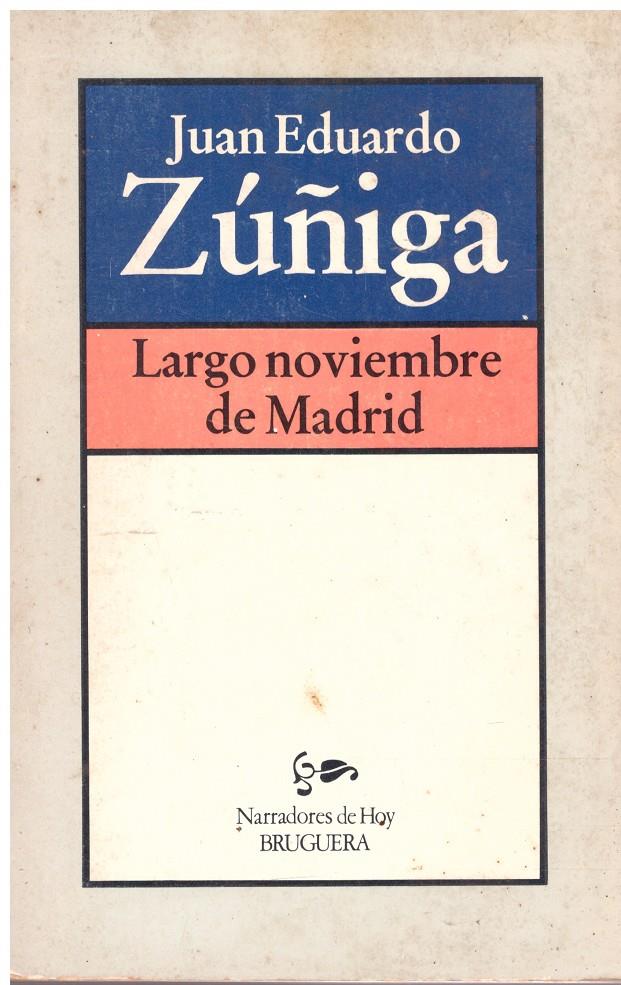 Juan Eduardo
Zúñiga
Largo noviembre
de Madrid
Narradores de Hoy
BRUGUERA